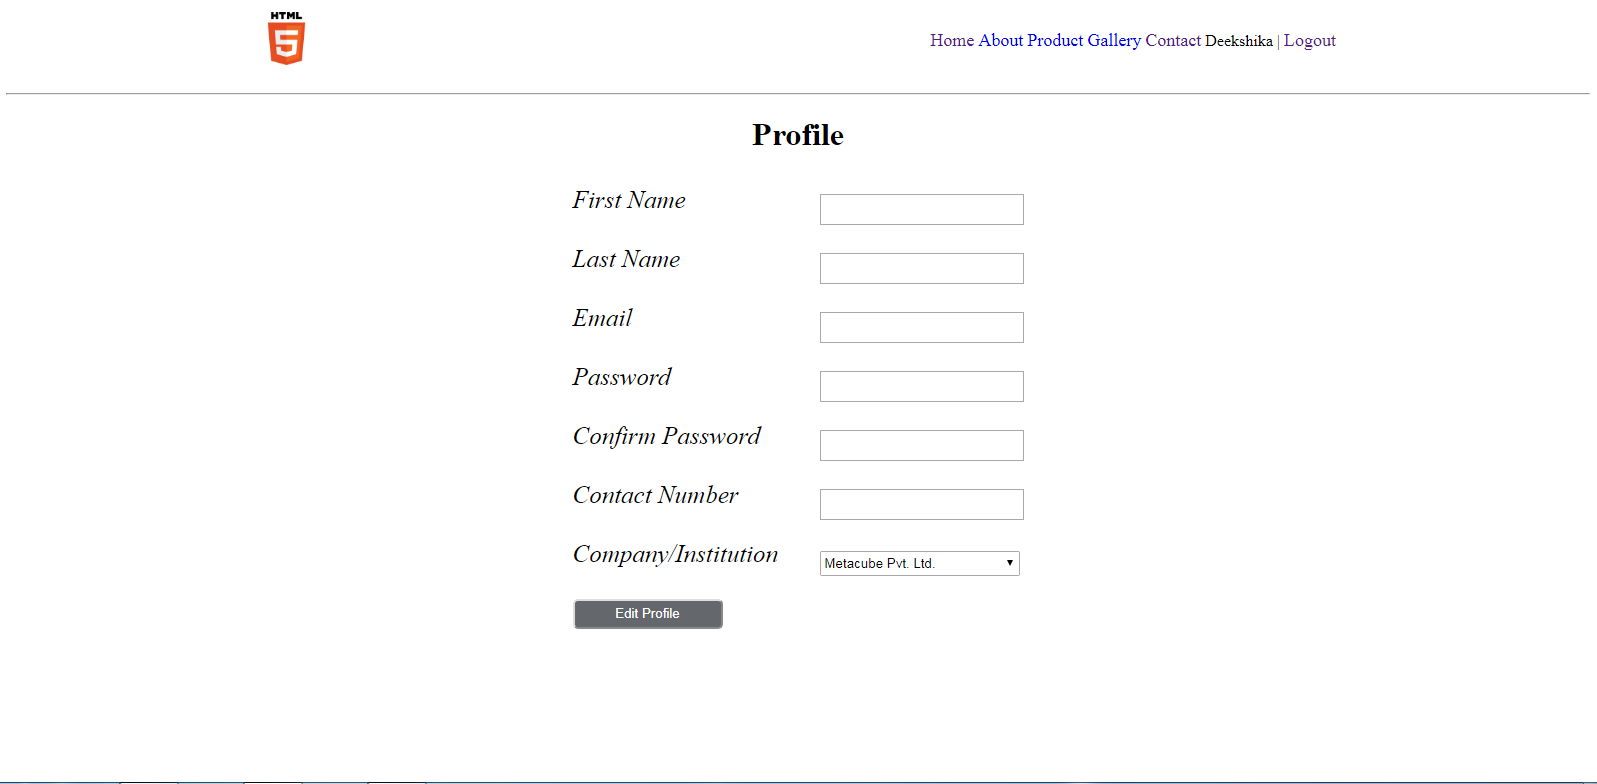 HTML
5
Home About Product Gallery Contact Deekshika | Logout
Profile
First Name
Last Name
Email
Password
Confirm Password
Contact Number
Company/Institution
Metacube Pvt. Ltd.
Edit Profile